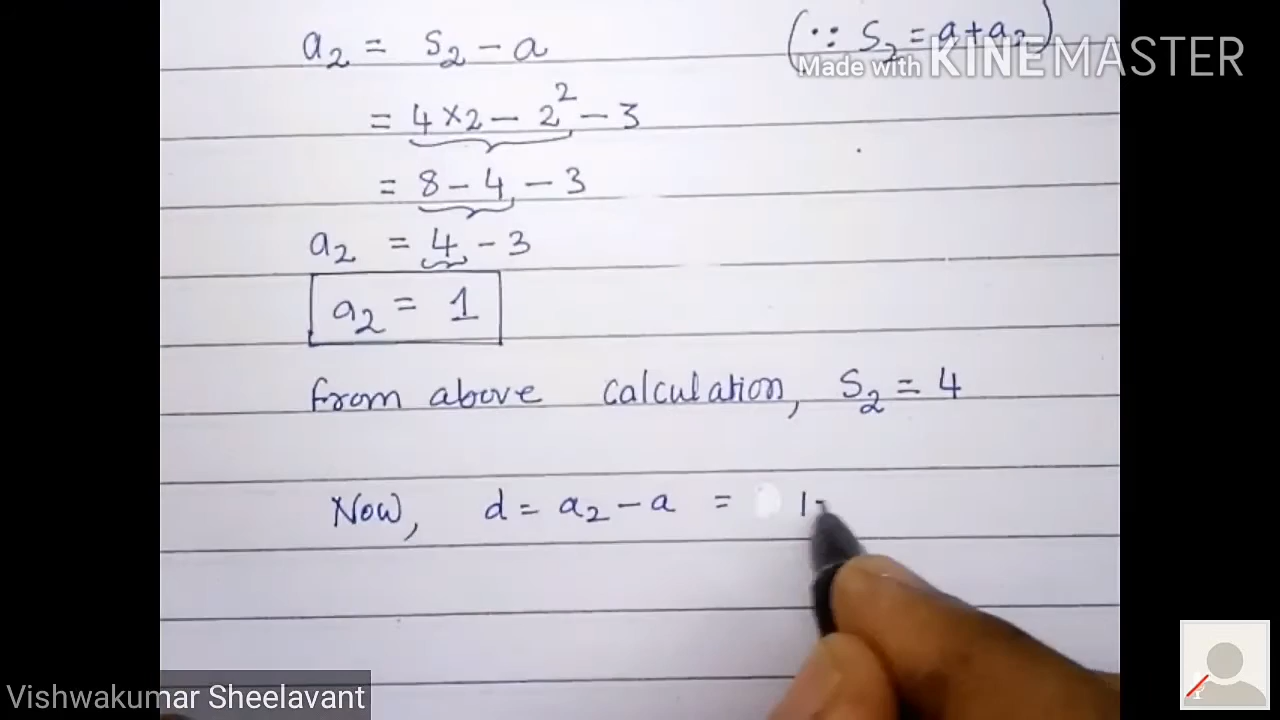 a₂ = S₂ − a (∵ S₂ = a + a₂)
Made with KINEMASTER
= 4 × 2 − 2² − 3
= 8 − 4 − 3
a₂ = 4 − 3
a₂ = 1
from above calculation, S₂ = 4
Now, d = a₂ − a = 1 -
Vishwakumar Sheelavant